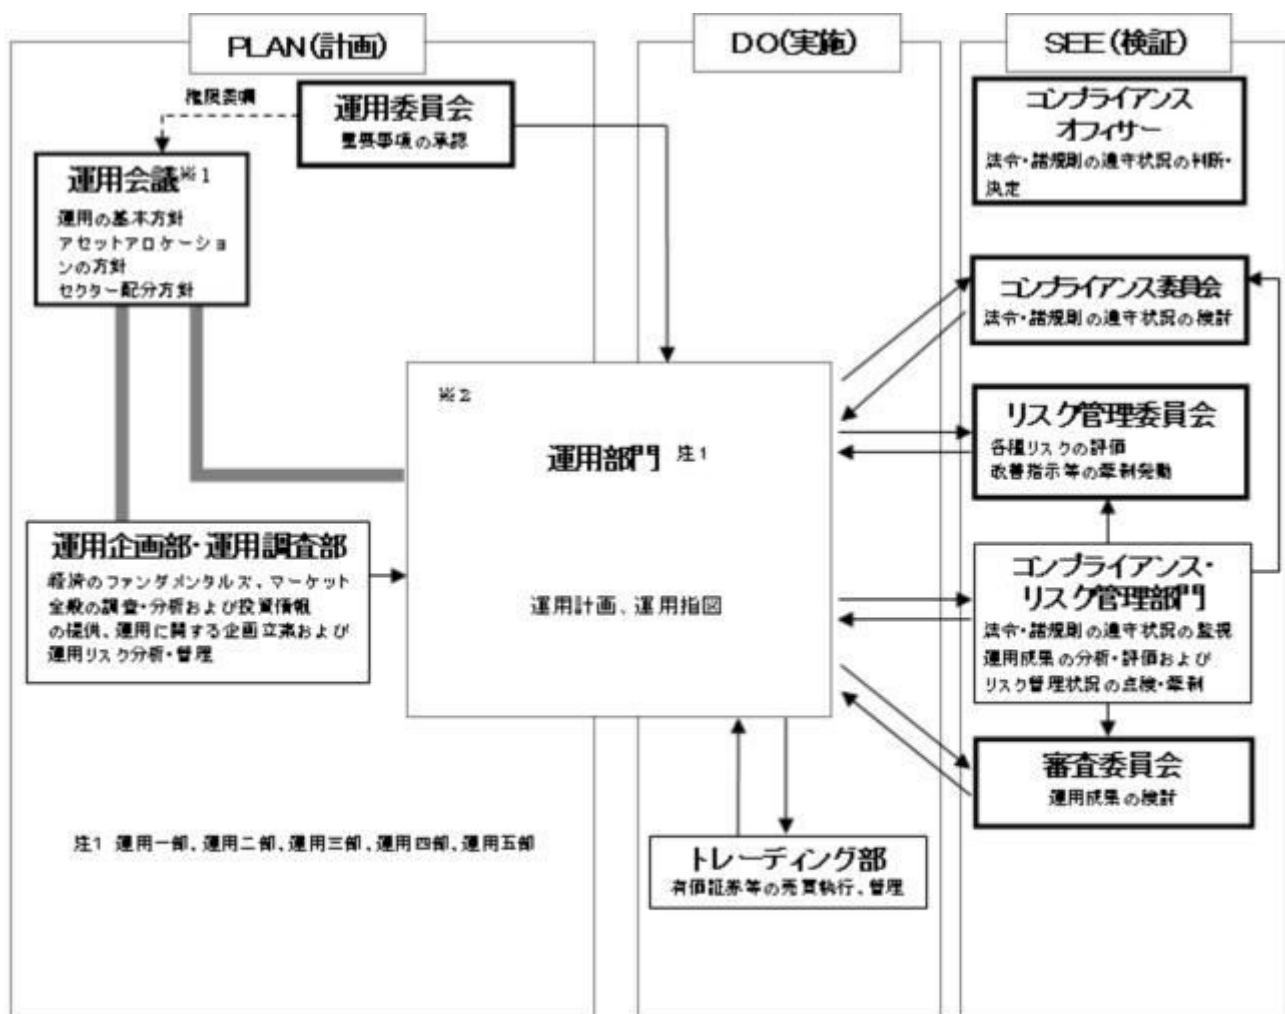 PLAN(計画)
権限委嘱
運用委員会
重要事項の承認
運用会議※1
運用の基本方針
アセットアロケーショ
ンの方針
セクター配分方針
運用企画部・運用調査部
経済のファンダメンタルズ、マーケット
全般の調査・分析および投資情報
の提供、運用に関する企画立案および
運用リスク分析・管理
注1 運用一部、運用二部、運用三部、運用四部、運用五部
DO(実施)
※2
運用部門 注1
運用計画、運用指図
トレーディング部
有価証券等の売買執行、管理
SEE(検証)
コンプライアンス
オフィサー
法令・諸規則の遵守状況の判断・
決定
コンプライアンス委員会
法令・諸規則の遵守状況の検討
リスク管理委員会
各種リスクの評価
改善指示等の牽制発動
コンプライアンス・
リスク管理部門
法令・諸規則の遵守状況の監視
運用成果の分析・評価および
リスク管理状況の点検・牽制
審査委員会
運用成果の検討